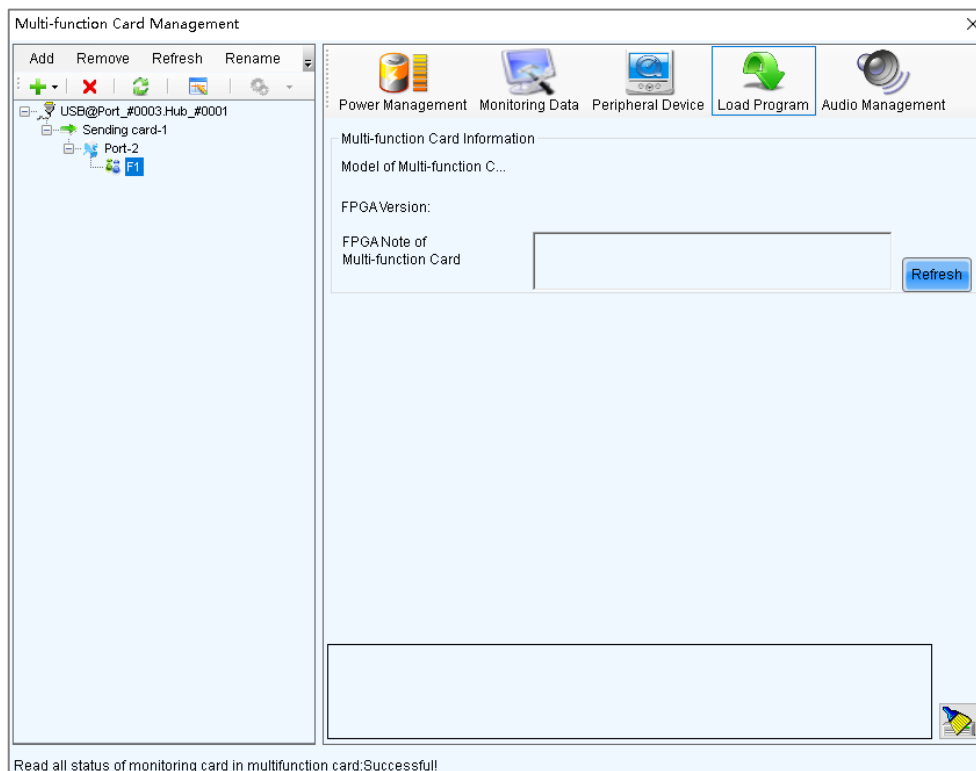 Multi-function Card Management
Add Remove Refresh Rename
USB@Port_#0003.Hub_#0001
Sending card-1
Port-2
F1
Power Management Monitoring Data Peripheral Device Load Program Audio Management
Multi-function Card Information
Model of Multi-function C...
FPGA Version:
FPGA Note of
Multi-function Card
Refresh
Read all status of monitoring card in multifunction card:Successful!